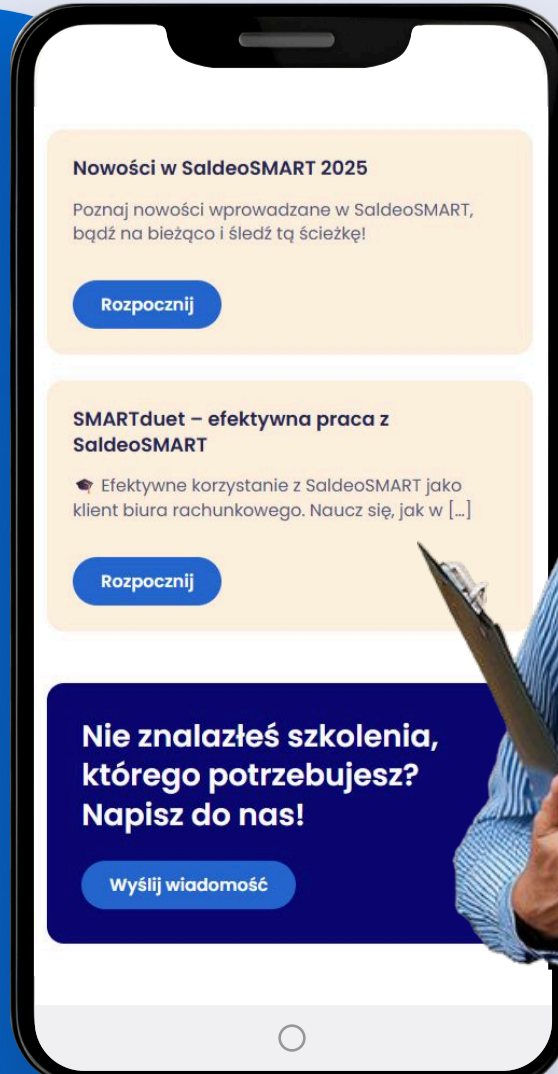 Nowości w SaldeoSMART 2025
Poznaj nowości wprowadzane w SaldeoSMART,
bądź na bieżąco i śledź tą ścieżkę!
Rozpocznij
SMARTduet – efektywna praca z
SaldeoSMART
🎓 Efektywne korzystanie z SaldeoSMART jako
klient biura rachunkowego. Naucz się, jak w [...]
Rozpocznij
Nie znalazłeś szkolenia,
którego potrzebujesz?
Napisz do nas!
Wyślij wiadomość